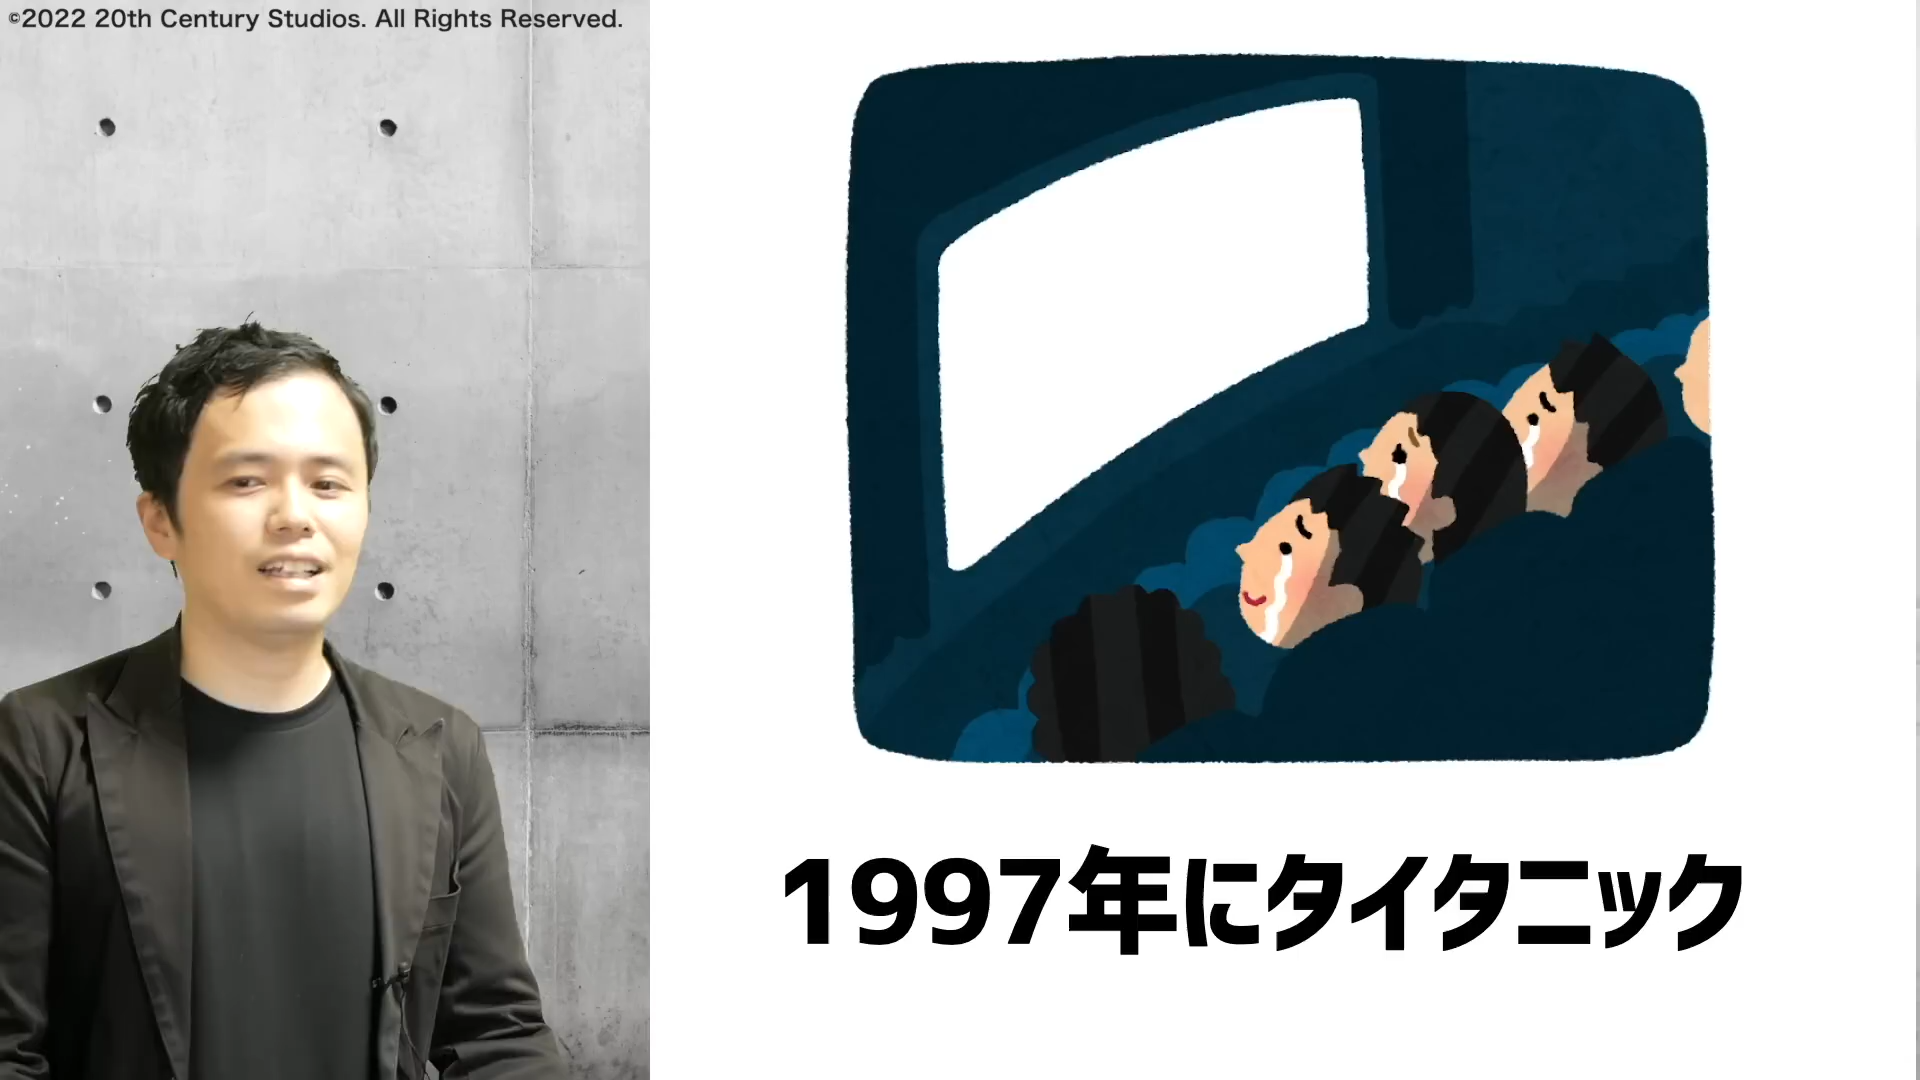 ©2022 20th Century Studios. All Rights Reserved.
1997年にタイタニック